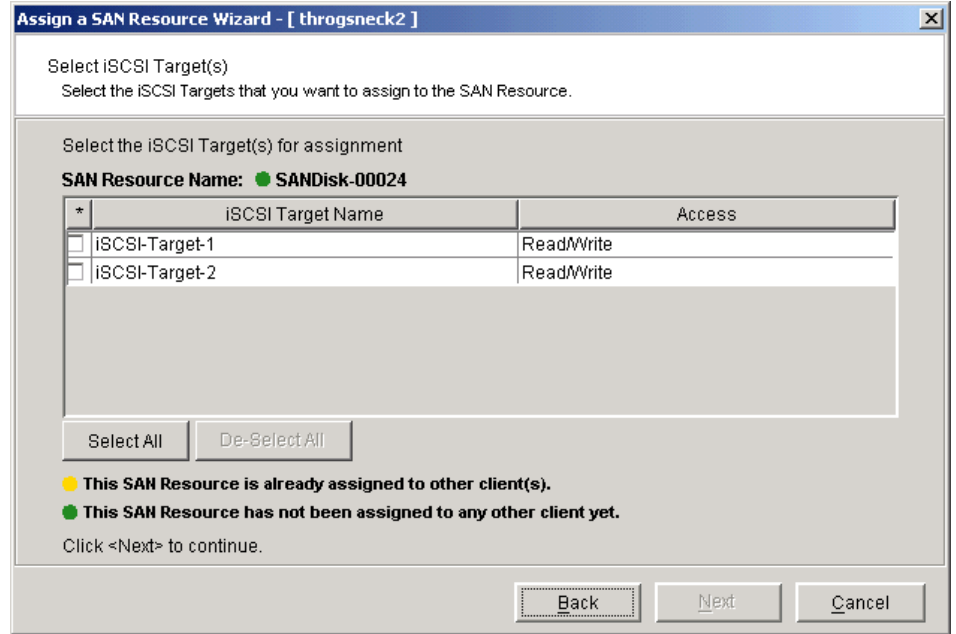 Assign a SAN Resource Wizard - [ throgsneck2 ]
Select iSCSI Target(s)
Select the iSCSI Targets that you want to assign to the SAN Resource.
Select the iSCSI Target(s) for assignment
SAN Resource Name: SANDisk-00024
* iSCSI Target Name Access
iSCSI-Target-1 Read/Write
iSCSI-Target-2 Read/Write
Select All De-Select All
This SAN Resource is already assigned to other client(s).
This SAN Resource has not been assigned to any other client yet.
Click <Next> to continue.
Back Next Cancel